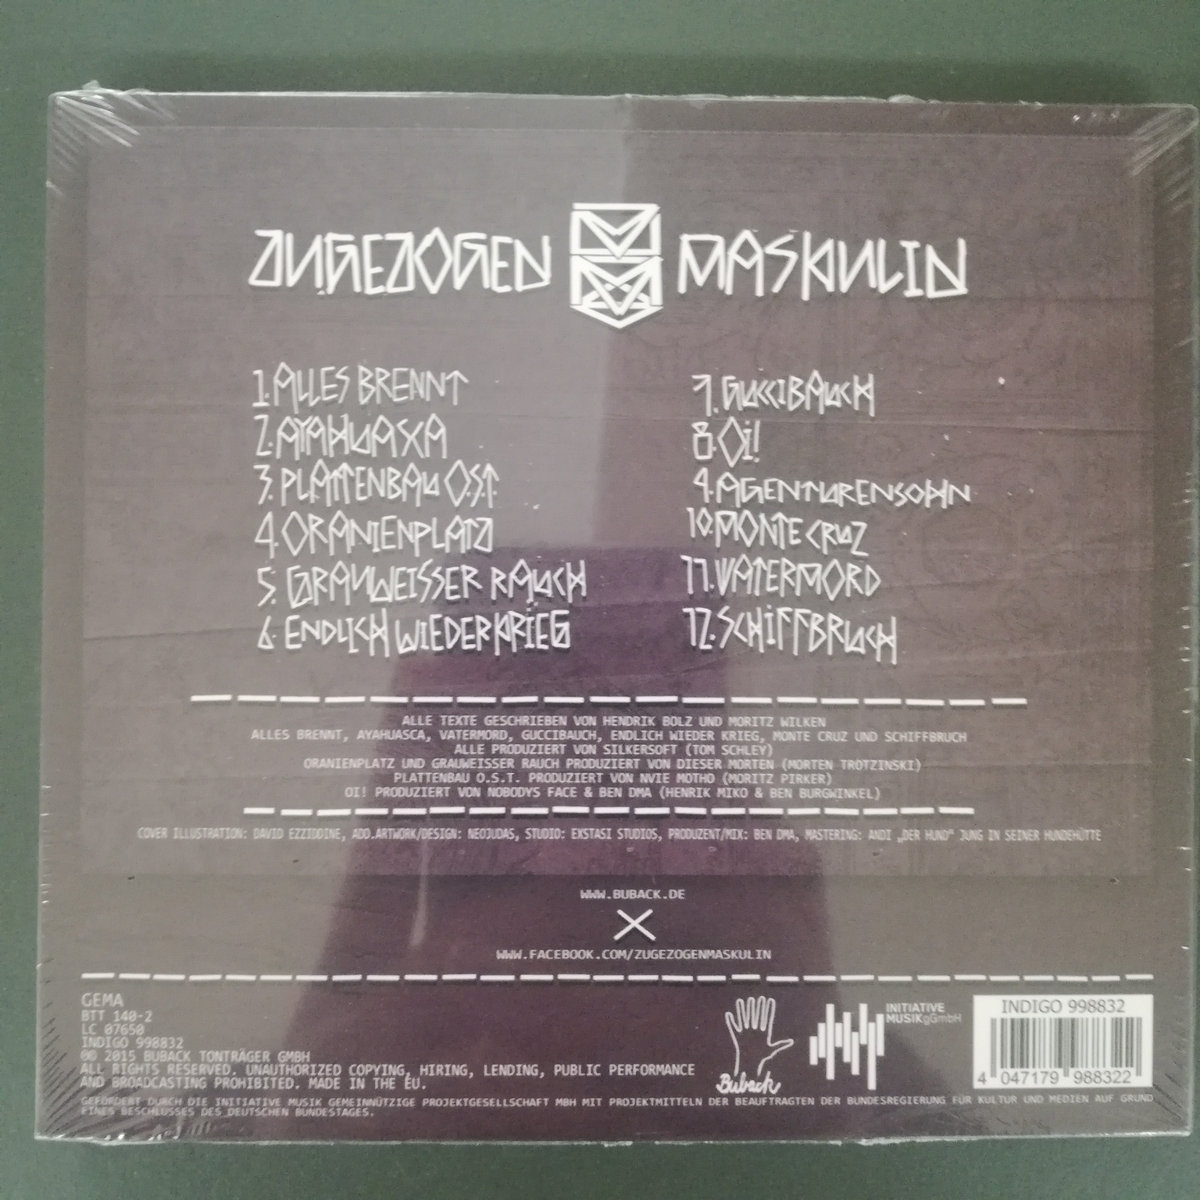 ZUGEZOGEN MASKULIN
1. ALLES BRENNT
2. AYAHUASCA
3. PLATTENBAU O.S.T
4. ORANIENPLATZ
5. GRAUWEISSER RAUCH
6. ENDLICH WIEDER KRIEG
7. GUCCIBAUCH
8. OI!
9. AGENTURENSOHN
10. MONTE CRUZ
11. VATERMORD
12. SCHIFFBRUCH
ALLE TEXTE GESCHRIEBEN VON HENDRIK BOLZ UND MORITZ WILKEN
ALLES BRENNT, AYAHUASCA, VATERMORD, GUCCIBAUCH, ENDLICH WIEDER KRIEG, MONTE CRUZ UND SCHIFFBRUCH
ALLE PRODUZIERT VON SILKERSOFT (TOM SCHLEY)
ORANIENPLATZ UND GRAUWEISSER RAUCH PRODUZIERT VON DIESER MORTEN (MORTEN TROTZINSKI)
PLATTENBAU O.S.T. PRODUZIERT VON NVIE MOTHO (MORITZ PIRKER)
OI! PRODUZIERT VON NOBODYS FACE & BEN DMA (HENRIK MIKO & BEN BURGWINKEL)
COVER ILLUSTRATION: DAVID EZZIDDINE, ADD.ARTWORK/DESIGN: NEOJUDAS, STUDIO: EKSTASI STUDIOS, PRODUZENT/MIX: BEN DMA, MASTERING: ANDI „DER HUND“ JUNG IN SEINER HUNDEHÜTTE
WWW.BUBACK.DE
WWW.FACEBOOK.COM/ZUGEZOGENMASKULIN
GEMA
BTT 140-2
LC 07650
INDIGO 998832
℗© 2015 BUBACK TONTRÄGER GMBH
ALL RIGHTS RESERVED. UNAUTHORIZED COPYING, HIRING, LENDING, PUBLIC PERFORMANCE
AND BROADCASTING PROHIBITED. MADE IN THE EU.
GEFÖRDERT DURCH DIE INITIATIVE MUSIK GEMEINNÜTZIGE PROJEKTGESELLSCHAFT MBH MIT PROJEKTMITTELN DER BEAUFTRAGTEN DER BUNDESREGIERUNG FÜR KULTUR UND MEDIEN AUF GRUND
EINES BESCHLUSSES DES DEUTSCHEN BUNDESTAGES.
Buback
INITIATIVE
MUSIKgGmbH
INDIGO 998832
4 047179 988322